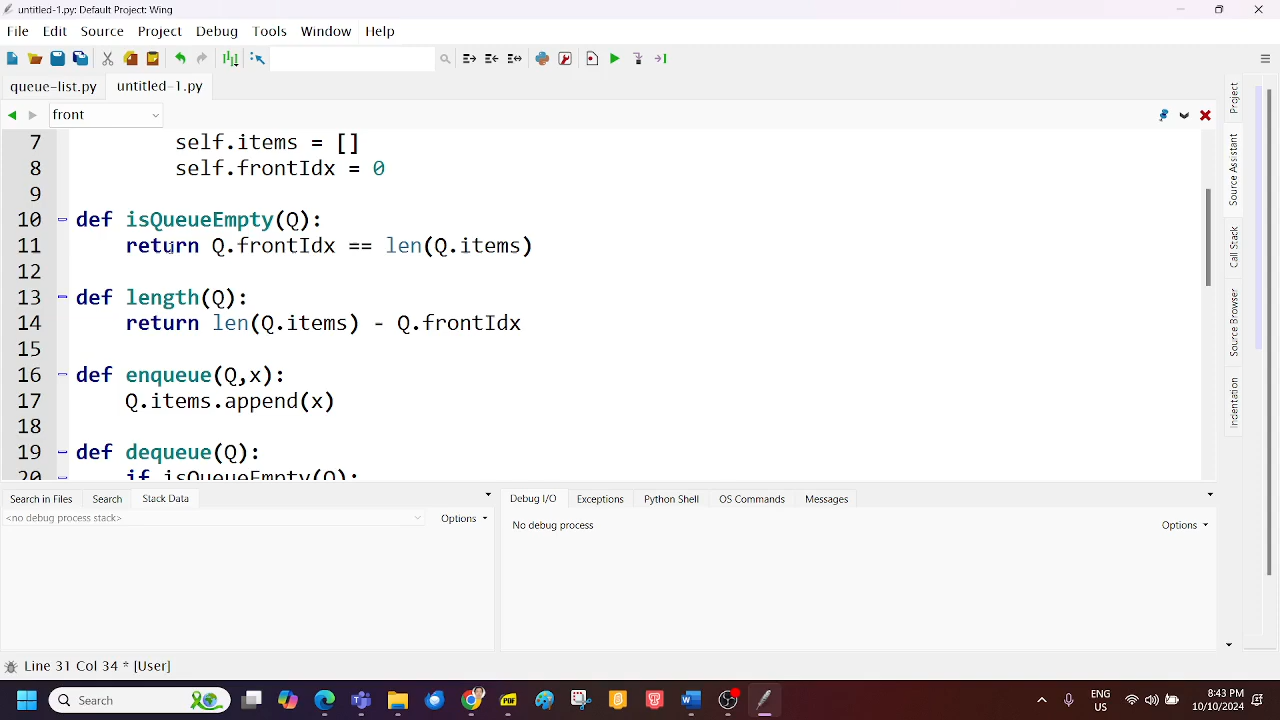 untitled-1.py: Default Project: Wing
File Edit Source Project Debug Tools Window Help
queue-list.py untitled-1.py
front
7 self.items = []
8 self.frontIdx = 0
9
10 def isQueueEmpty(Q):
11 return Q.frontIdx == len(Q.items)
12
13 def length(Q):
14 return len(Q.items) - Q.frontIdx
15
16 def enqueue(Q,x):
17 Q.items.append(x)
18
19 def dequeue(Q):
20 if isQueueEmpty(Q):
Project
Source Assistant
Call Stack
Source Browser
Indentation
Search in Files Search Stack Data
<no debug process stack> Options
Debug I/O Exceptions Python Shell OS Commands Messages
No debug process Options
Line 31 Col 34 * [User]
Search
PDF
ENG
US
8:43 PM
10/10/2024